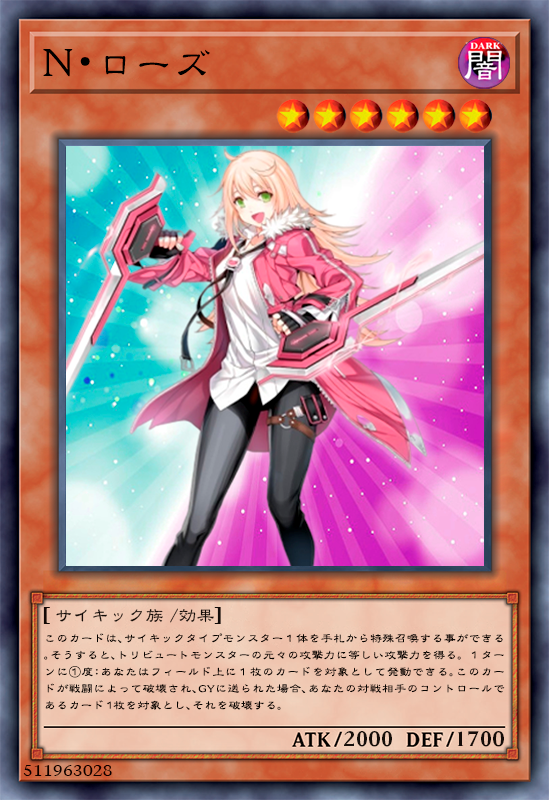 N・ローズ
DARK
闇
[サイキック族/効果]
このカードは、サイキックタイプモンスター1体を手札から特殊召喚する事ができる
。そうすると、トリビュートモンスターの元々の攻撃力に等しい攻撃力を得る。 1ター
ンに①度:あなたはフィールド上に1枚のカードを対象として発動できる。このカー
ドが戦闘によって破壊され、GYに送られた場合、あなたの対戦相手のコントロールで
あるカード1枚を対象とし、それを破壊する。
ATK/2000 DEF/1700
511963028